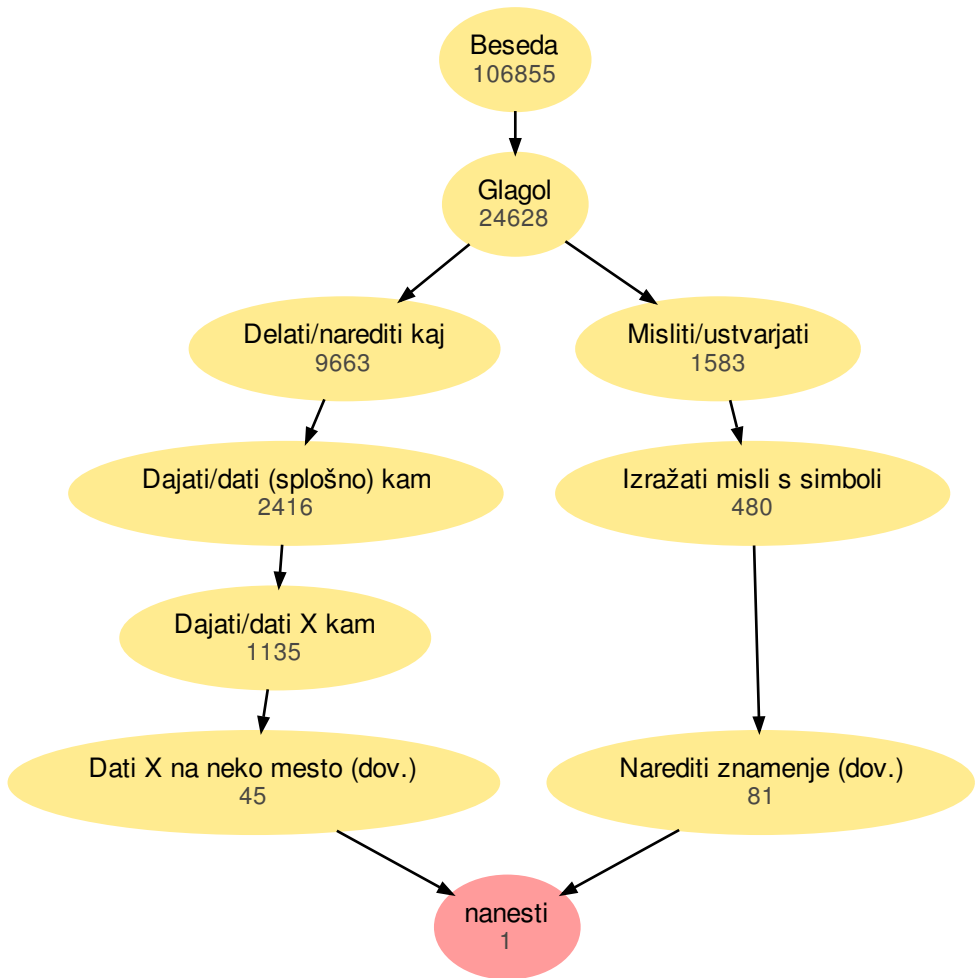 Beseda
106855
Glagol
24628
Delati/narediti kaj
9663
Misliti/ustvarjati
1583
Dajati/dati (splošno) kam
2416
Izražati misli s simboli
480
Dajati/dati X kam
1135
Dati X na neko mesto (dov.)
45
Narediti znamenje (dov.)
81
nanesti
1